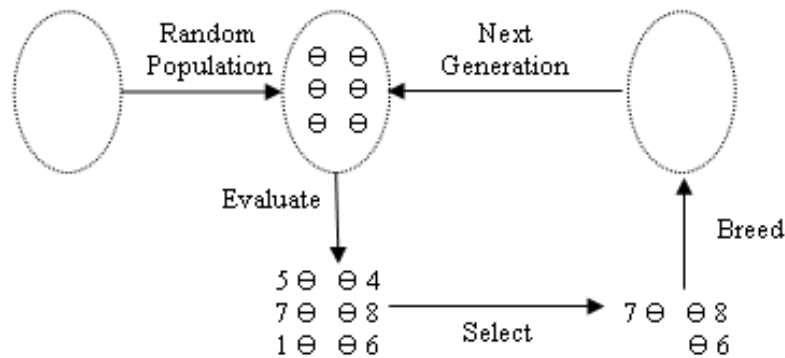 Random
Population
Next
Generation
Evaluate
Breed
5 ⊖ ⊖ 4
7 ⊖ ⊖ 8
1 ⊖ ⊖ 6
Select
7 ⊖ ⊖ 8
⊖ 6